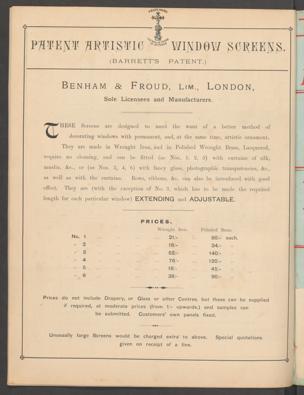 PATENT ARTISTIC WINDOW SCREENS.
(BARRETT'S PATENT.)
BENHAM & FROUD, LIM., LONDON,
Sole Licensees and Manufacturers.
THESE Screens are designed to meet the want of a better method of
decorating windows with permanent, and, at the same time, artistic ornament.
They are made in Wrought Iron, and in Polished Wrought Brass, Lacquered,
require no cleaning, and can be fitted (as Nos. 1, 2, 3) with curtains of silk,
muslin, &c., or (as Nos. 3, 4, 5) with fancy glass, photographic transparencies, &c.,
as well as with the curtains. Bows, ribbons, &c. can also be introduced with good
effect. They are (with the exception of No. 3, which has to be made the required
length for each particular window) EXTENDING and ADJUSTABLE.
PRICES.
Wrought Iron. Polished Brass.
No. 1 21/- each.
" 2 34/-
" 3 140/-
" 4 120/-
" 5 45/-
" 6
Prices do not include Drapery, or Glass or other Centres, but these can be supplied
if required, at moderate prices (from 1/- upwards,) and samples can
be submitted. Customers' own panels fixed.
Unusually large Screens would be charged extra to above. Special quotations
given on receipt of a line.